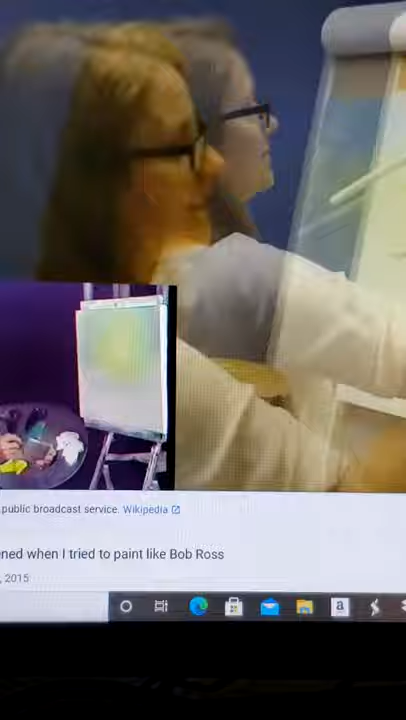 public broadcast service. Wikipedia
ned when I tried to paint like Bob Ross
, 2015
a